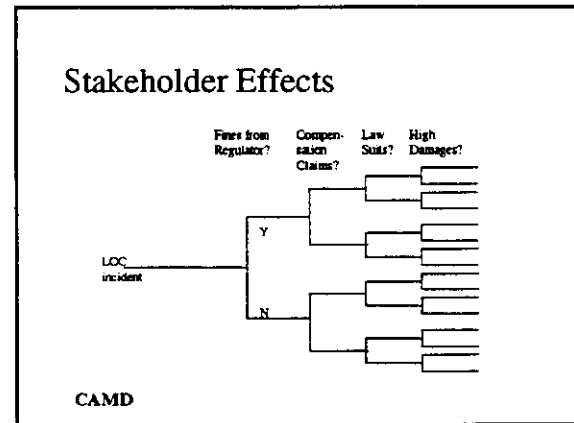 Stakeholder Effects
Fines from
Regulator?
Compen-
sation
Claims?
Law
Suits?
High
Damages?
Y
LOC
incident
N
CAMD